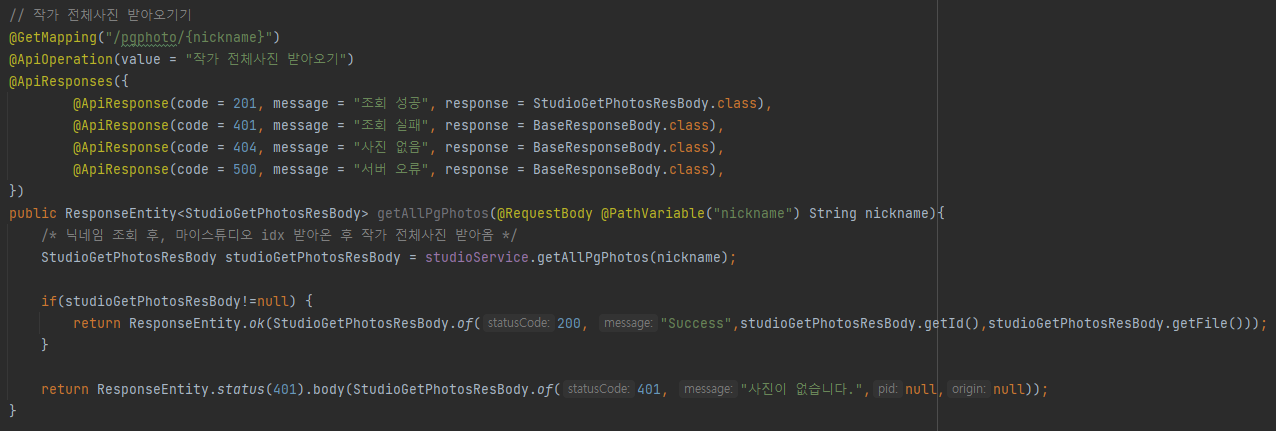 // 작가 전체사진 받아오기기
@GetMapping("/pgphoto/{nickname}")
@ApiOperation(value = "작가 전체사진 받아오기")
@ApiResponses({
@ApiResponse(code = 201, message = "조회 성공", response = StudioGetPhotosResBody.class),
@ApiResponse(code = 401, message = "조회 실패", response = BaseResponseBody.class),
@ApiResponse(code = 404, message = "사진 없음", response = BaseResponseBody.class),
@ApiResponse(code = 500, message = "서버 오류", response = BaseResponseBody.class),
})
public ResponseEntity<StudioGetPhotosResBody> getAllPgPhotos(@RequestBody @PathVariable("nickname") String nickname){
/* 닉네임 조회 후, 마이스튜디오 idx 받아온 후 작가 전체사진 받아옴 */
StudioGetPhotosResBody studioGetPhotosResBody = studioService.getAllPgPhotos(nickname);
if(studioGetPhotosResBody!=null) {
return ResponseEntity.ok(StudioGetPhotosResBody.of( statusCode: 200, message: "Success",studioGetPhotosResBody.getId(),studioGetPhotosResBody.getFile()));
}
return ResponseEntity.status(401).body(StudioGetPhotosResBody.of( statusCode: 401, message: "사진이 없습니다.", pid: null, origin: null));
}